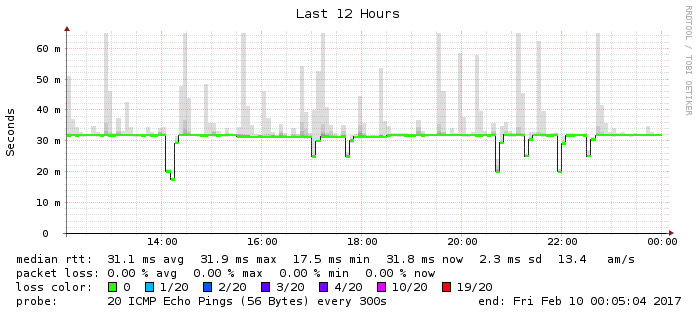 Last 12 Hours
RRDTOOL / TOBI OETIKER
Seconds
60 m
50 m
40 m
30 m
20 m
10 m
0
14:00 16:00 18:00 20:00 22:00 00:00
median rtt: 31.1 ms avg 31.9 ms max 17.5 ms min 31.8 ms now 2.3 ms sd 13.4 am/s
packet loss: 0.00 % avg 0.00 % max 0.00 % min 0.00 % now
loss color: 0 1/20 2/20 3/20 4/20 10/20 19/20
probe: 20 ICMP Echo Pings (56 Bytes) every 300s end: Fri Feb 10 00:05:04 2017